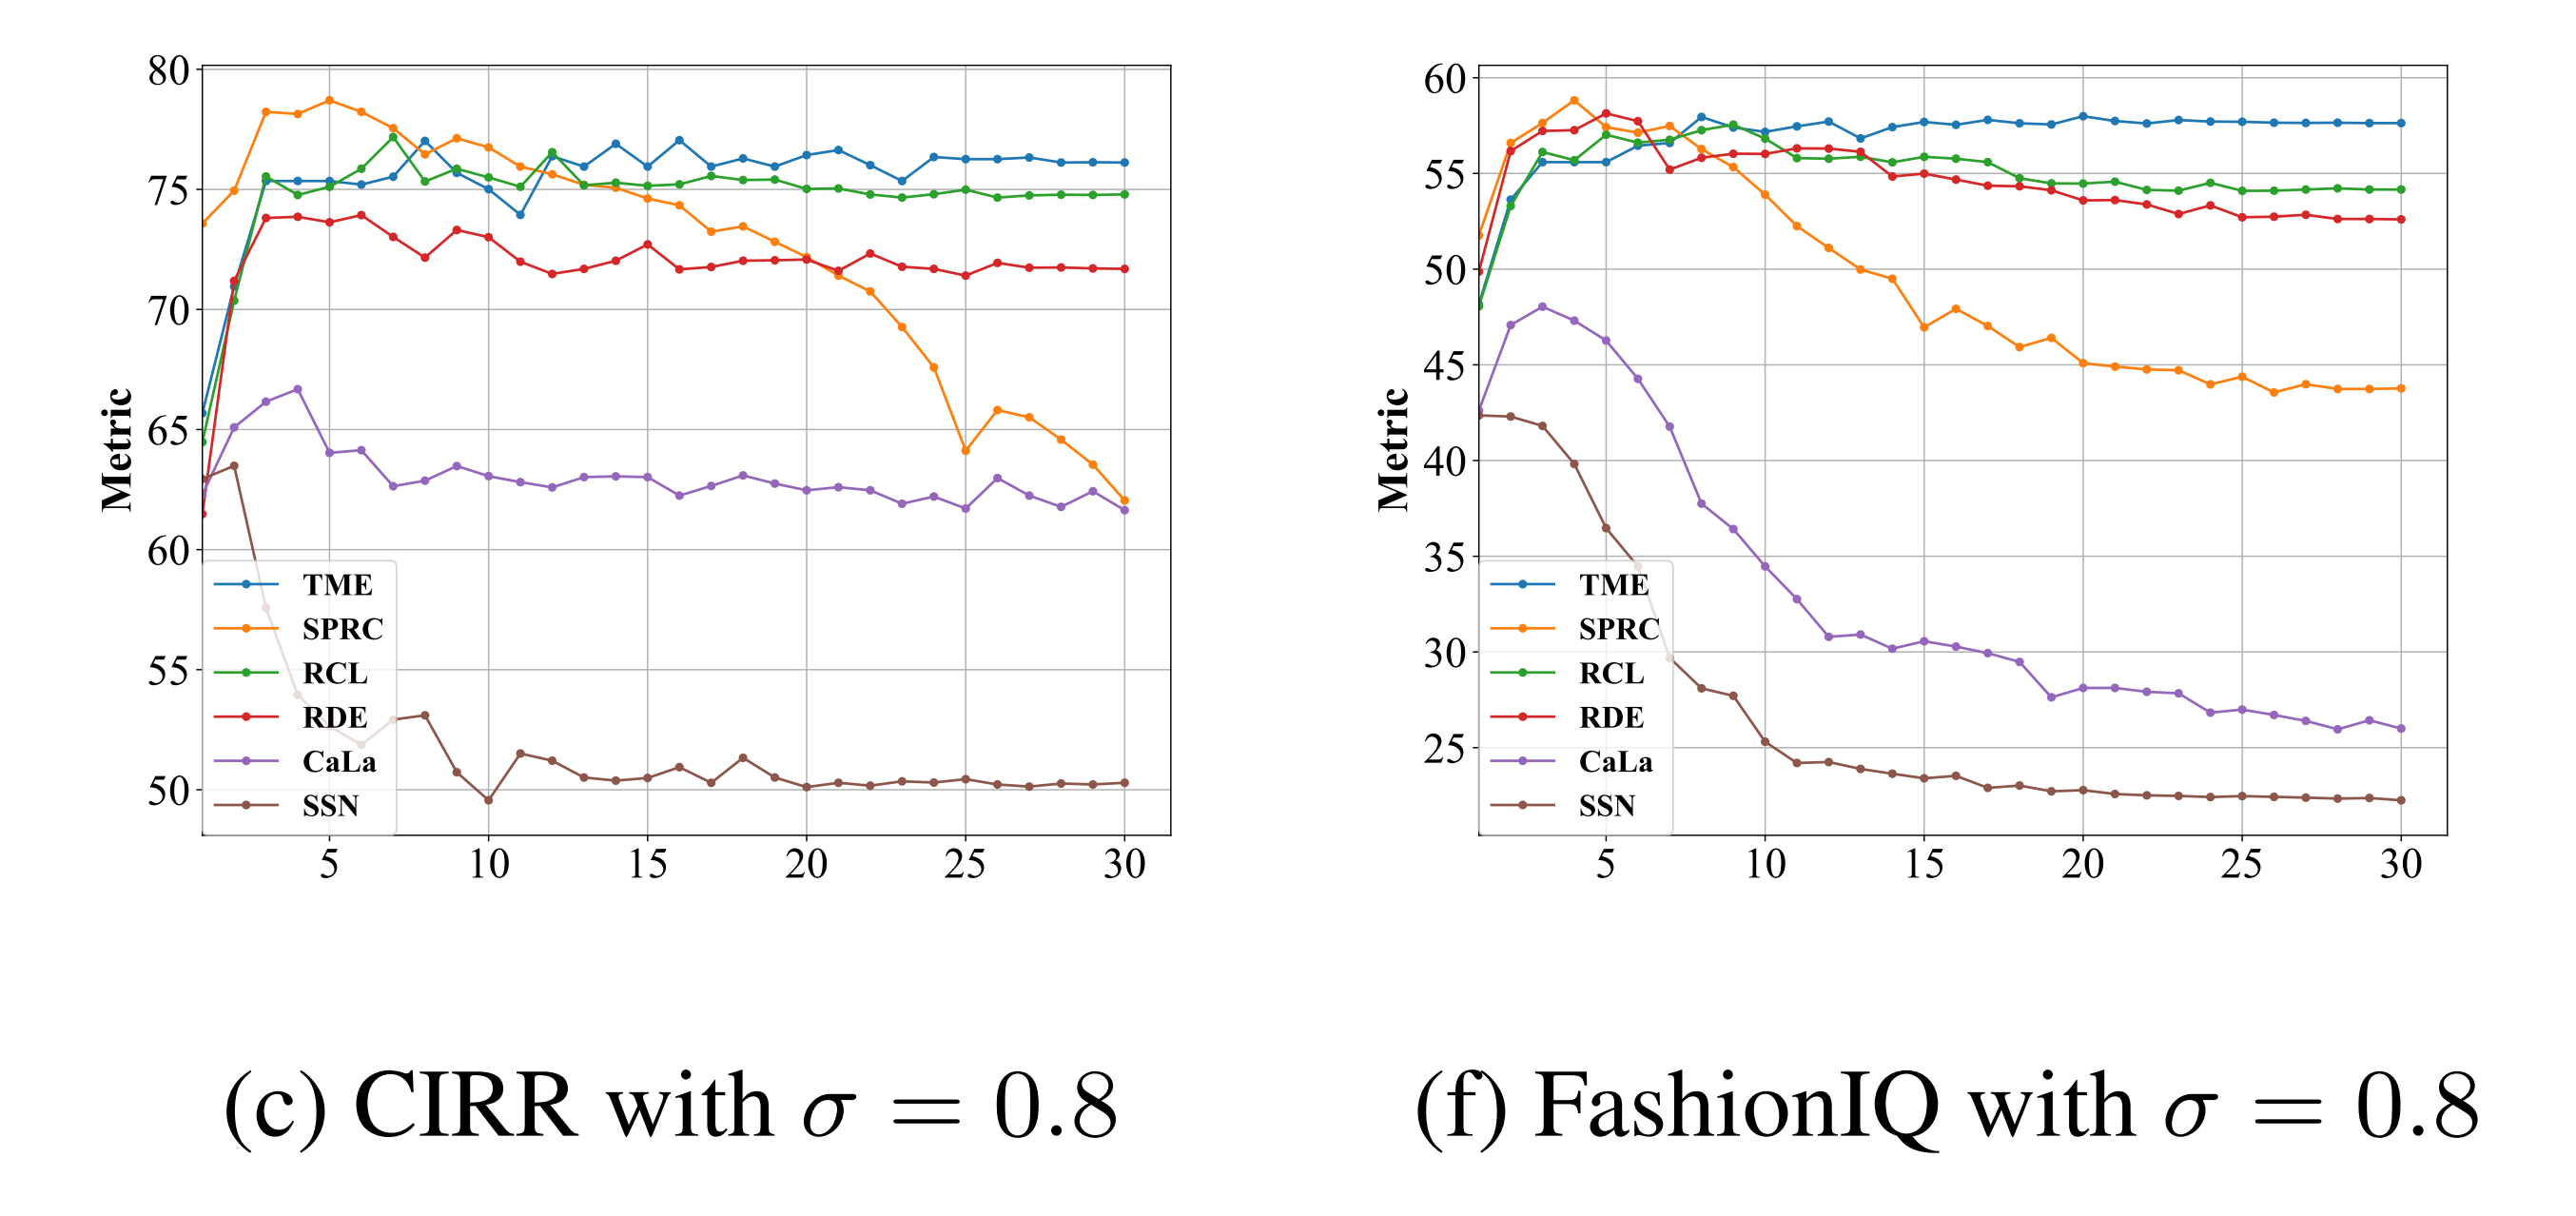 80
75
70
65
60
55
50
Metric
TME
SPRC
RCL
RDE
CaLa
SSN
5 10 15 20 25 30
(c) CIRR with σ = 0.8
60
55
50
45
40
35
30
25
Metric
TME
SPRC
RCL
RDE
CaLa
SSN
5 10 15 20 25 30
(f) FashionIQ with σ = 0.8